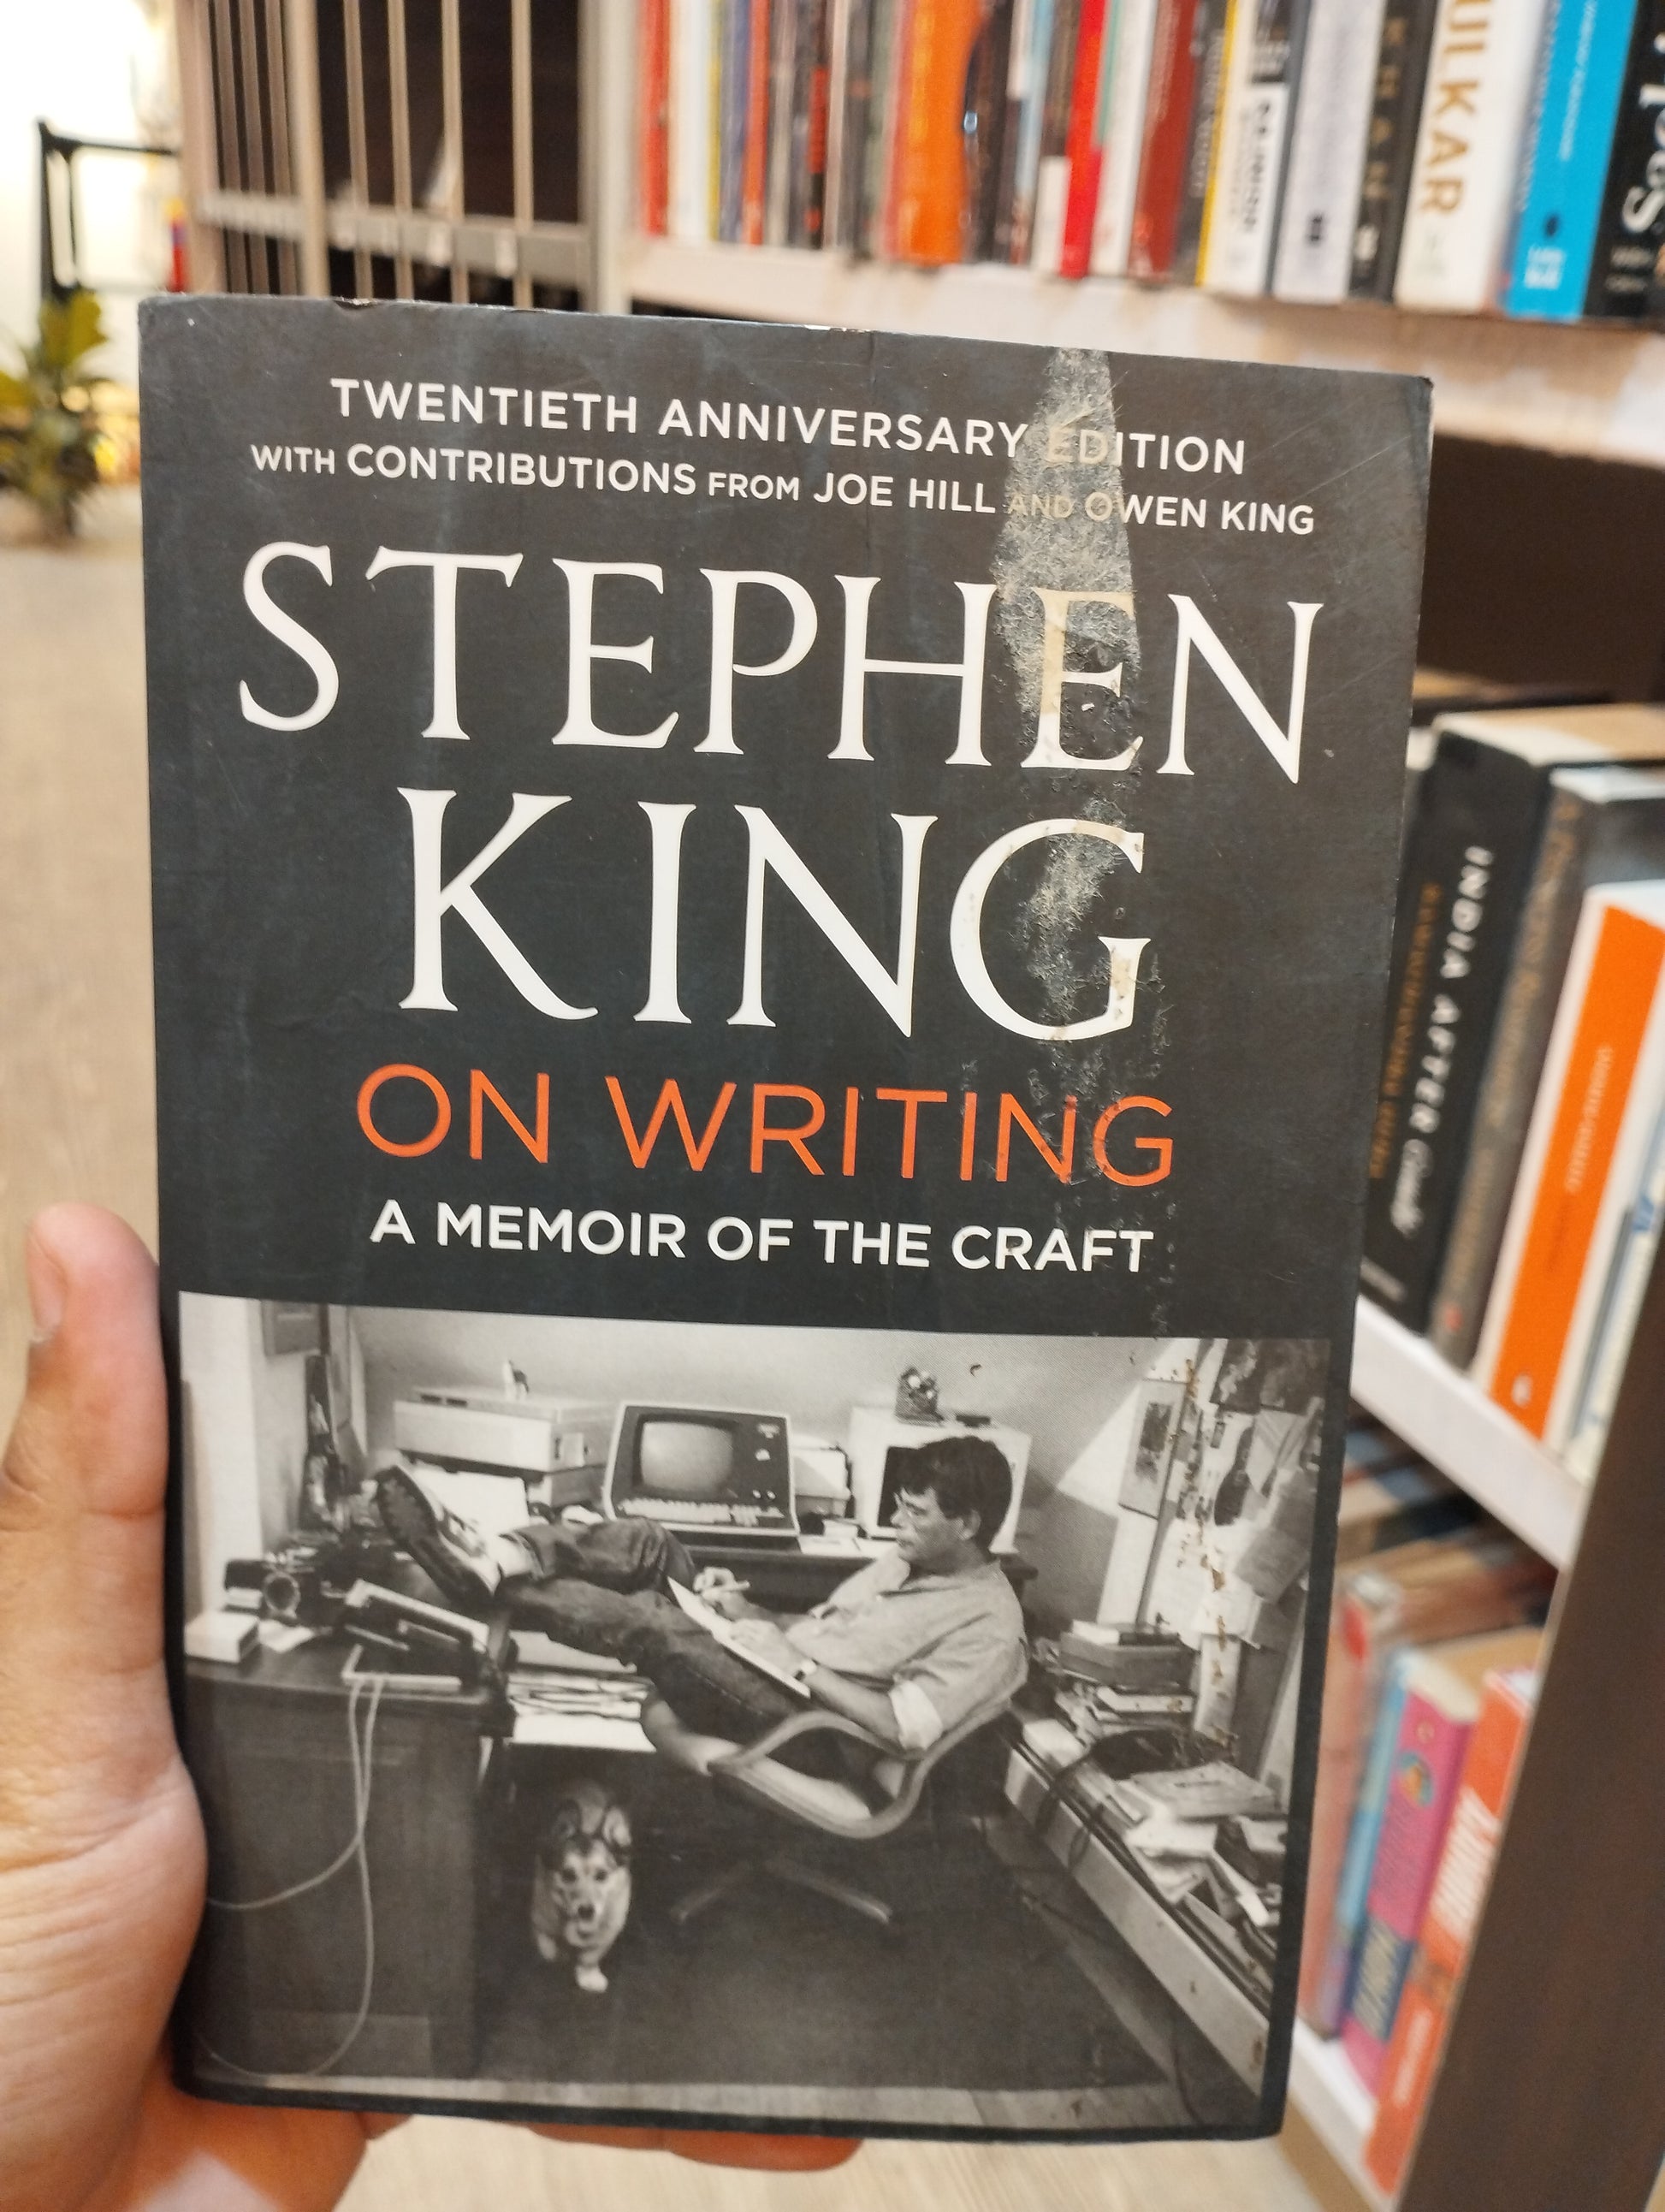 TWENTIETH ANNIVERSARY EDITION
WITH CONTRIBUTIONS FROM JOE HILL AND OWEN KING
STEPHEN
KING
ON WRITING
A MEMOIR OF THE CRAFT
ULKAR
INDIA AFTER Gandhi